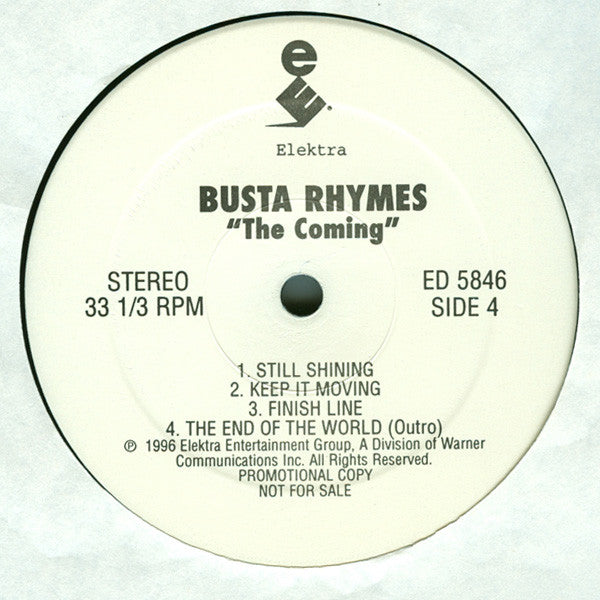 Elektra
BUSTA RHYMES
"The Coming"
STEREO
33 1/3 RPM
ED 5846
SIDE 4
1. STILL SHINING
2. KEEP IT MOVING
3. FINISH LINE
4. THE END OF THE WORLD (Outro)
℗ 1996 Elektra Entertainment Group, A Division of Warner
Communications Inc. All Rights Reserved.
PROMOTIONAL COPY
NOT FOR SALE